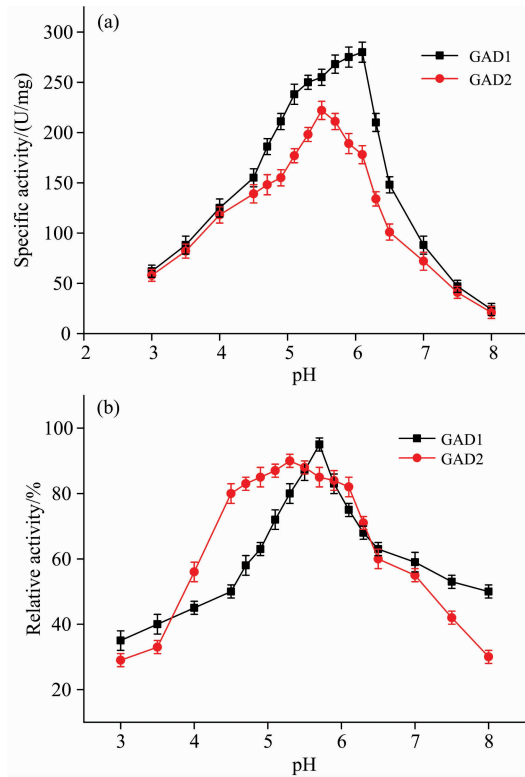 (a)
GAD1
GAD2
Specific activity/(U/mg)
300
250
200
150
100
50
0
2 3 4 5 6 7 8
pH
(b)
GAD1
GAD2
Relative activity/%
100
80
60
40
20
3 4 5 6 7 8
pH